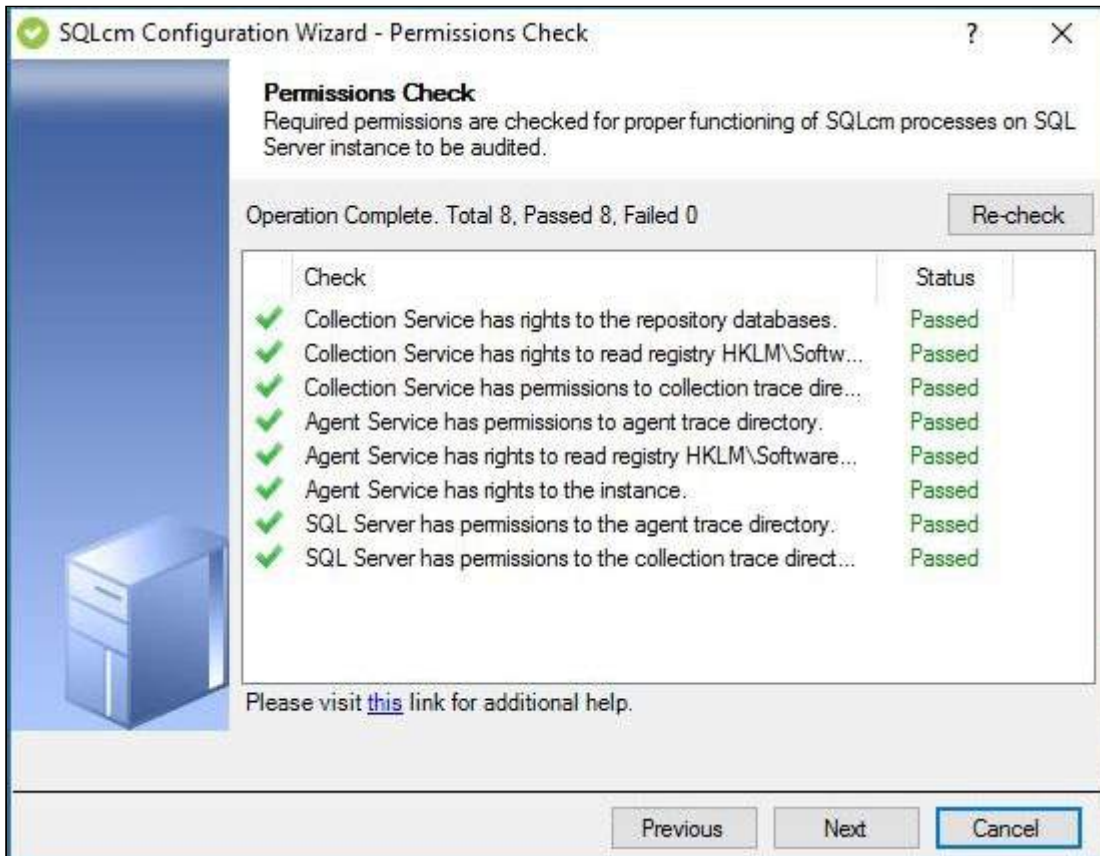 SQLcm Configuration Wizard - Permissions Check
Permissions Check
Required permissions are checked for proper functioning of SQLcm processes on SQL
Server instance to be audited.
Operation Complete. Total 8, Passed 8, Failed 0 Re-check
Check Status
Collection Service has rights to the repository databases. Passed
Collection Service has rights to read registry HKLM\Softw... Passed
Collection Service has permissions to collection trace dire... Passed
Agent Service has permissions to agent trace directory. Passed
Agent Service has rights to read registry HKLM\Software... Passed
Agent Service has rights to the instance. Passed
SQL Server has permissions to the agent trace directory. Passed
SQL Server has permissions to the collection trace direct... Passed
Please visit this link for additional help.
Previous Next Cancel